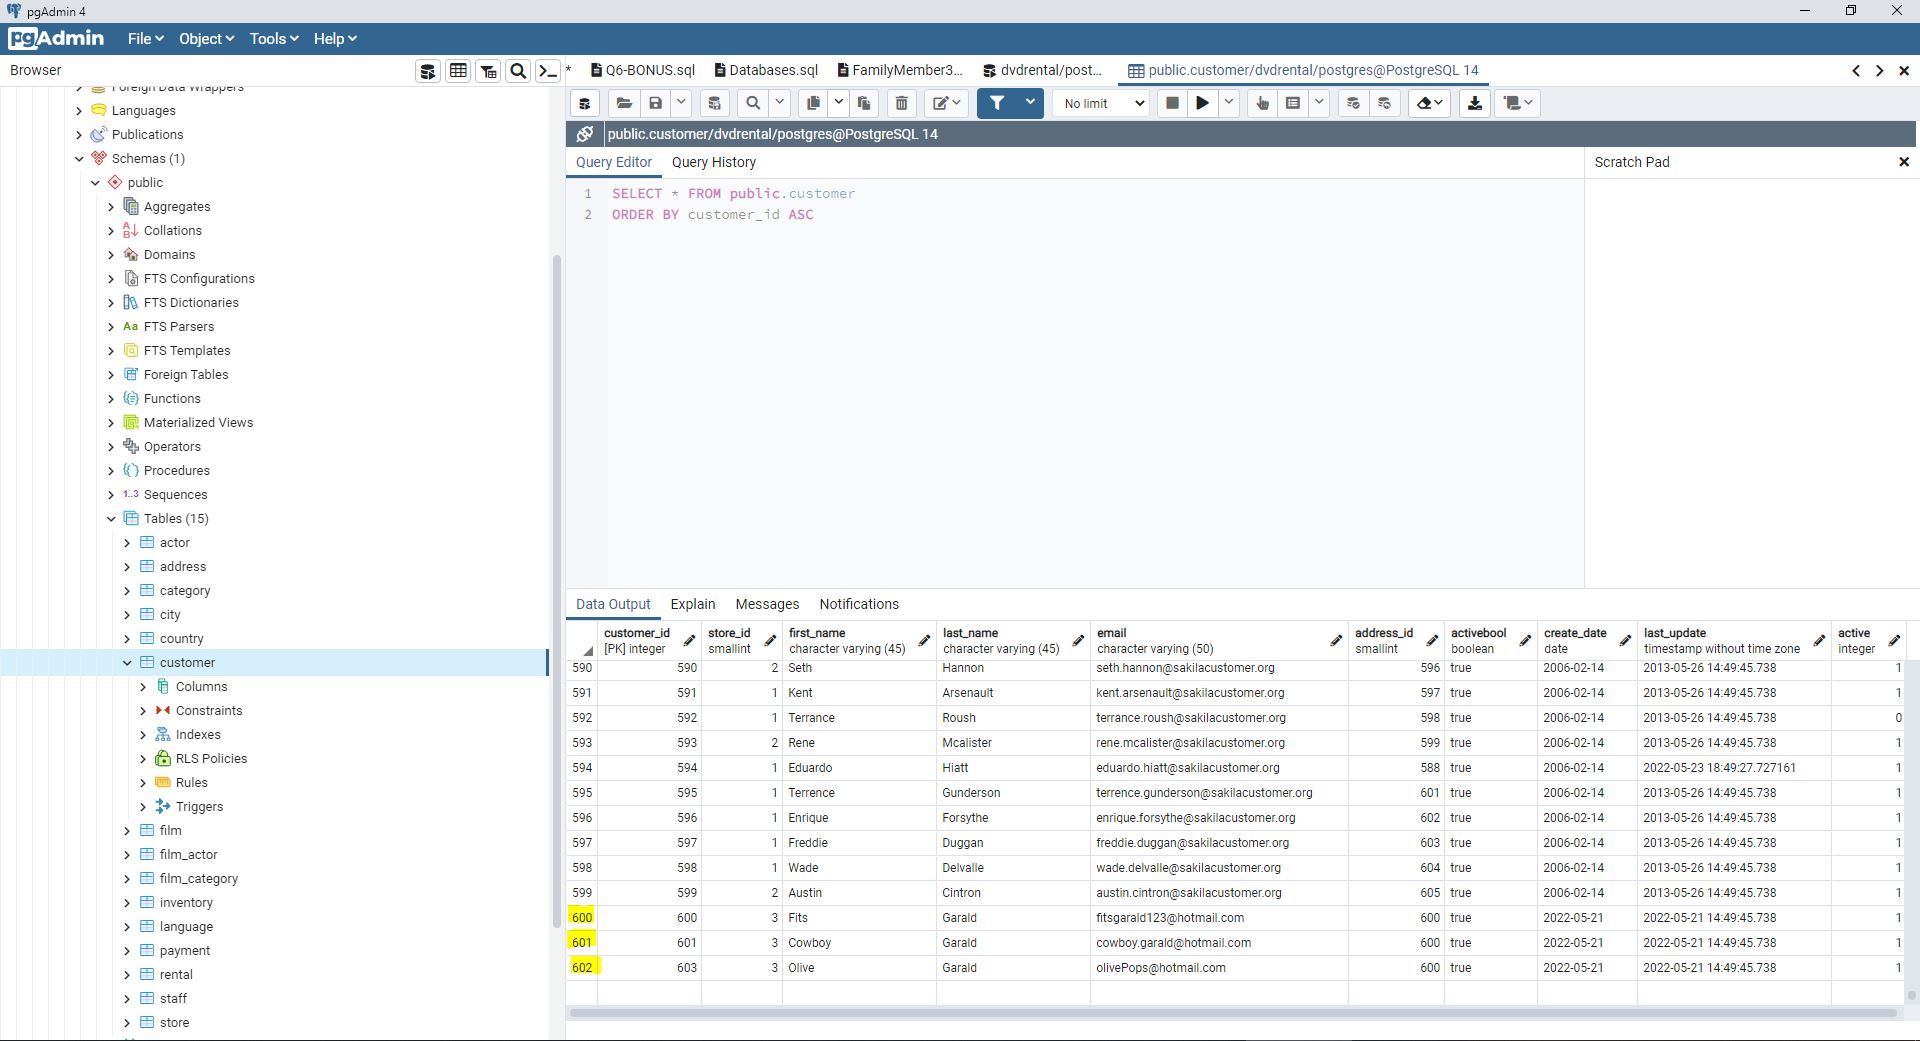 pgAdmin 4
pgAdmin File Object Tools Help
Browser
* Q6-BONUS.sql Databases.sql FamilyMember3... dvdrental/post... public.customer/dvdrental/postgres@PostgreSQL 14
No limit
public.customer/dvdrental/postgres@PostgreSQL 14
Query Editor Query History
Scratch Pad
1 SELECT * FROM public.customer
2 ORDER BY customer_id ASC
Foreign Data Wrappers
Languages
Publications
Schemas (1)
public
Aggregates
Collations
Domains
FTS Configurations
FTS Dictionaries
Aa FTS Parsers
FTS Templates
Foreign Tables
Functions
Materialized Views
Operators
Procedures
1..3 Sequences
Tables (15)
actor
address
category
city
country
customer
Columns
Constraints
Indexes
RLS Policies
Rules
Triggers
film
film_actor
film_category
inventory
language
payment
rental
staff
store
Data Output Explain Messages Notifications
customer_id store_id first_name last_name email address_id activebool create_date last_update active
[PK] integer smallint character varying (45) character varying (45) character varying (50) smallint boolean date timestamp without time zone integer
590 590 2 Seth Hannon seth.hannon@sakilacustomer.org 596 true 2006-02-14 2013-05-26 14:49:45.738 1
591 591 1 Kent Arsenault kent.arsenault@sakilacustomer.org 597 true 2006-02-14 2013-05-26 14:49:45.738 1
592 592 1 Terrance Roush terrance.roush@sakilacustomer.org 598 true 2006-02-14 2013-05-26 14:49:45.738 0
593 593 2 Rene Mcalister rene.mcalister@sakilacustomer.org 599 true 2006-02-14 2013-05-26 14:49:45.738 1
594 594 1 Eduardo Hiatt eduardo.hiatt@sakilacustomer.org 588 true 2006-02-14 2022-05-23 18:49:27.727161 1
595 595 1 Terrence Gunderson terrence.gunderson@sakilacustomer.org 601 true 2006-02-14 2013-05-26 14:49:45.738 1
596 596 1 Enrique Forsythe enrique.forsythe@sakilacustomer.org 602 true 2006-02-14 2013-05-26 14:49:45.738 1
597 597 1 Freddie Duggan freddie.duggan@sakilacustomer.org 603 true 2006-02-14 2013-05-26 14:49:45.738 1
598 598 1 Wade Delvalle wade.delvalle@sakilacustomer.org 604 true 2006-02-14 2013-05-26 14:49:45.738 1
599 599 2 Austin Cintron austin.cintron@sakilacustomer.org 605 true 2006-02-14 2013-05-26 14:49:45.738 1
600 600 3 Fits Garald fitsgarald123@hotmail.com 600 true 2022-05-21 2022-05-21 14:49:45.738 1
601 601 3 Cowboy Garald cowboy.garald@hotmail.com 600 true 2022-05-21 2022-05-21 14:49:45.738 1
602 603 3 Olive Garald olivePops@hotmail.com 600 true 2022-05-21 2022-05-21 14:49:45.738 1